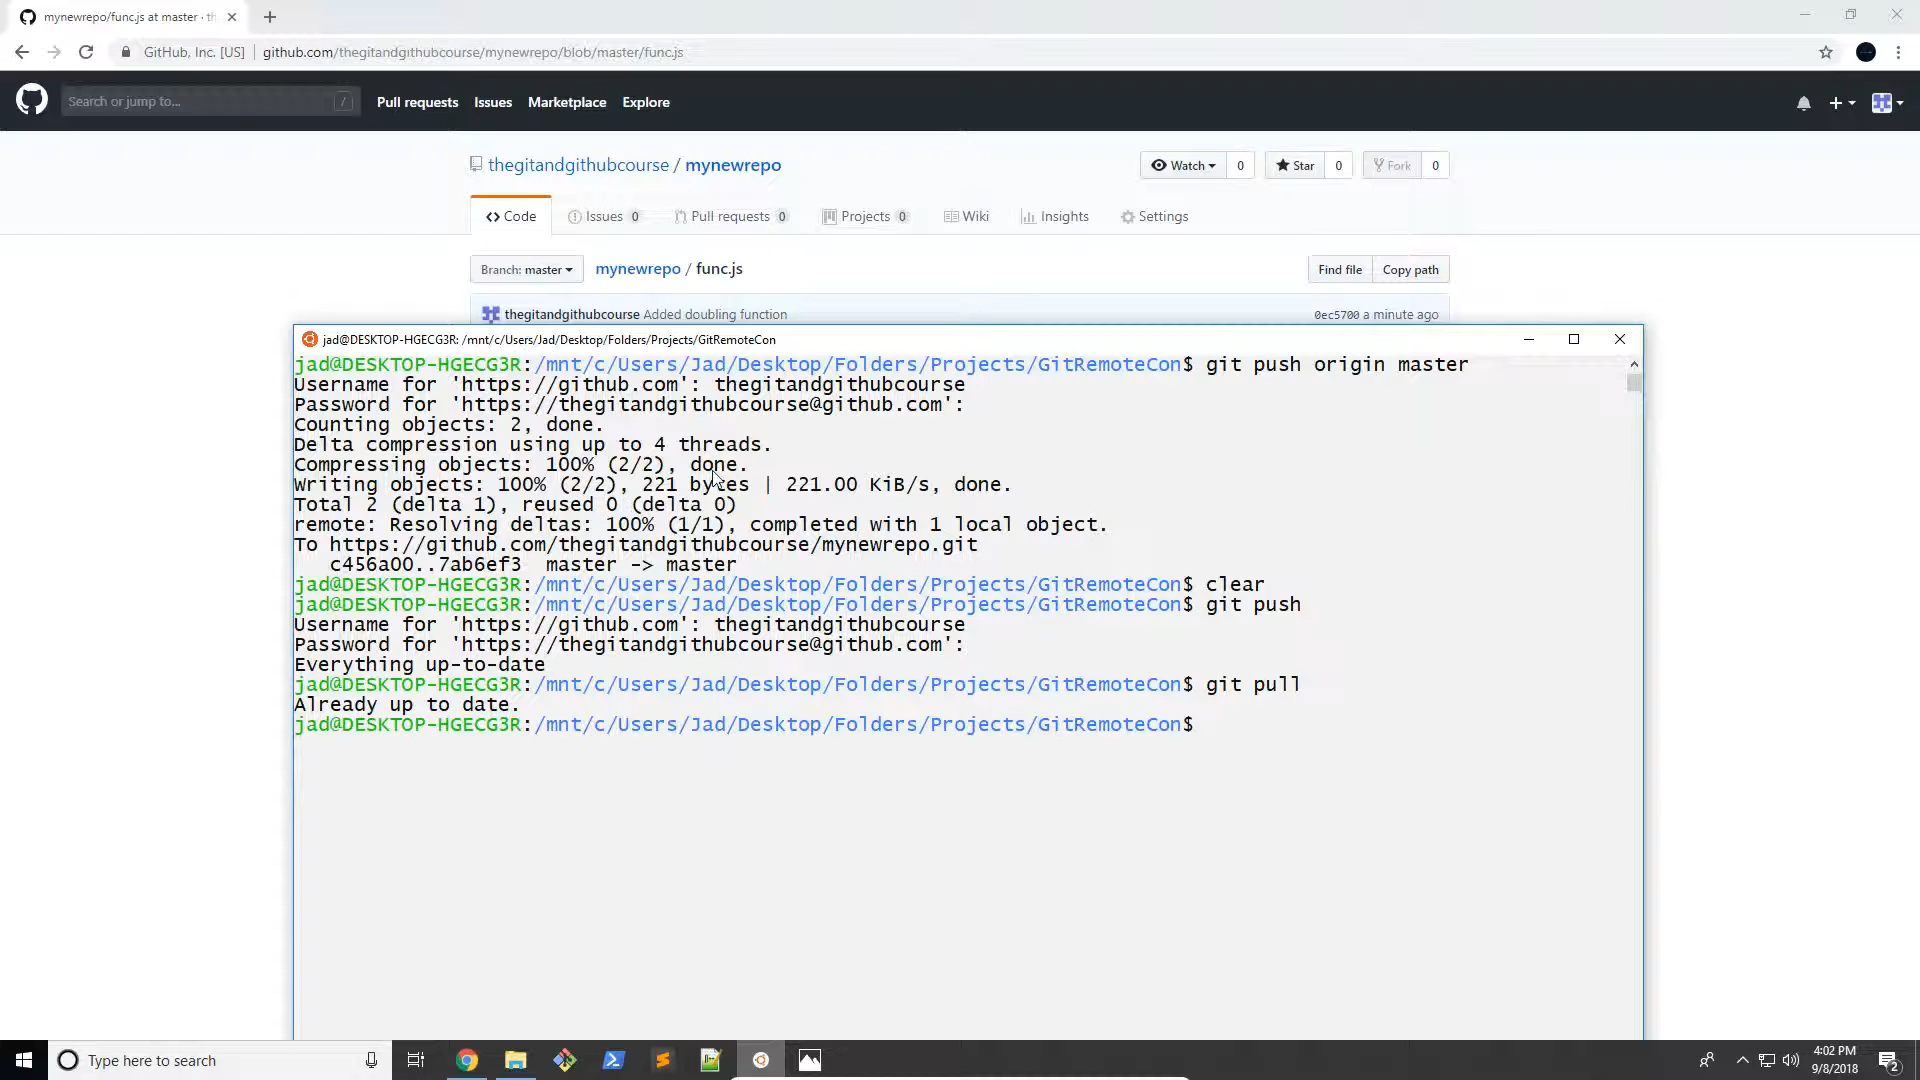 mynewrepo/func.js at master · th
GitHub, Inc. [US] | github.com/thegitandgithubcourse/mynewrepo/blob/master/func.js
Search or jump to... /
Pull requests Issues Marketplace Explore
thegitandgithubcourse / mynewrepo
Watch 0 Star 0 Fork 0
Code Issues 0 Pull requests 0 Projects 0 Wiki Insights Settings
Branch: master mynewrepo / func.js Find file Copy path
thegitandgithubcourse Added doubling function 0ec5700 a minute ago
jad@DESKTOP-HGECG3R: /mnt/c/Users/Jad/Desktop/Folders/Projects/GitRemoteCon
jad@DESKTOP-HGECG3R:/mnt/c/Users/Jad/Desktop/Folders/Projects/GitRemoteCon$ git push origin master
Username for 'https://github.com': thegitandgithubcourse
Password for 'https://thegitandgithubcourse@github.com':
Counting objects: 2, done.
Delta compression using up to 4 threads.
Compressing objects: 100% (2/2), done.
Writing objects: 100% (2/2), 221 bytes | 221.00 KiB/s, done.
Total 2 (delta 1), reused 0 (delta 0)
remote: Resolving deltas: 100% (1/1), completed with 1 local object.
To https://github.com/thegitandgithubcourse/mynewrepo.git
c456a00..7ab6ef3  master -> master
jad@DESKTOP-HGECG3R:/mnt/c/Users/Jad/Desktop/Folders/Projects/GitRemoteCon$ clear
jad@DESKTOP-HGECG3R:/mnt/c/Users/Jad/Desktop/Folders/Projects/GitRemoteCon$ git push
Username for 'https://github.com': thegitandgithubcourse
Password for 'https://thegitandgithubcourse@github.com':
Everything up-to-date
jad@DESKTOP-HGECG3R:/mnt/c/Users/Jad/Desktop/Folders/Projects/GitRemoteCon$ git pull
Already up to date.
jad@DESKTOP-HGECG3R:/mnt/c/Users/Jad/Desktop/Folders/Projects/GitRemoteCon$
Type here to search
4:02 PM
9/8/2018
2